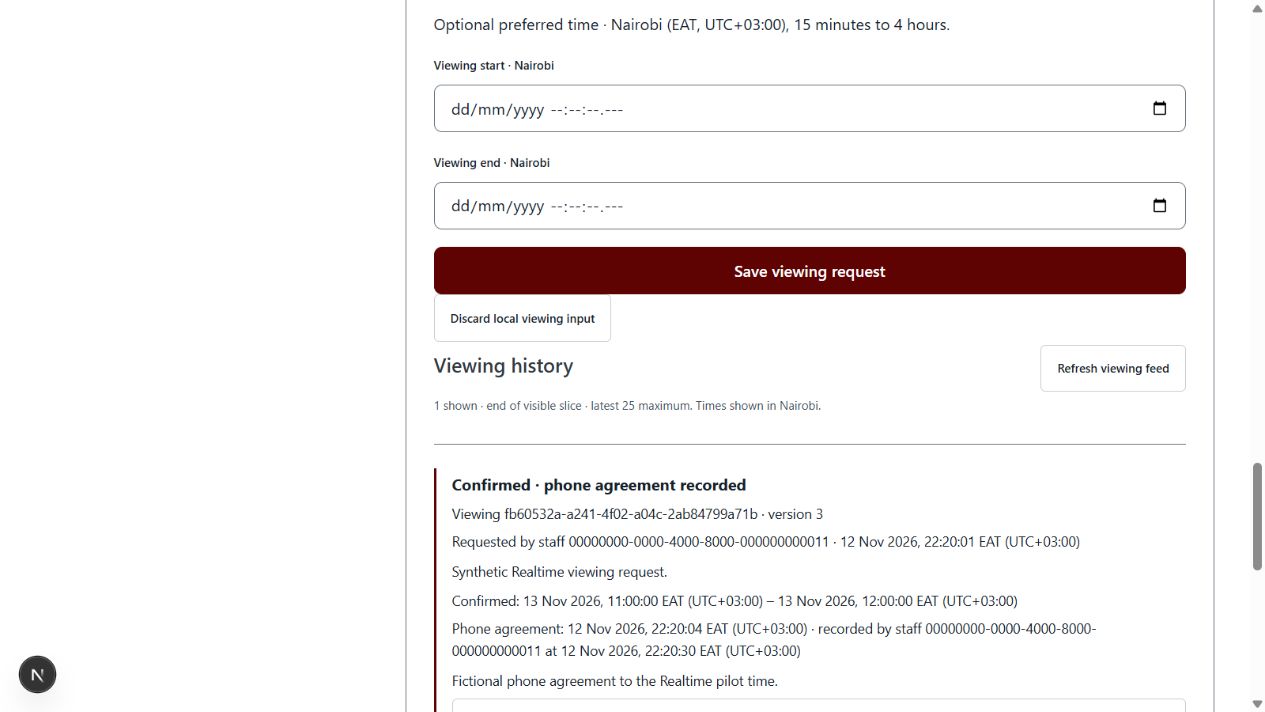 Optional preferred time · Nairobi (EAT, UTC+03:00), 15 minutes to 4 hours.
Viewing start · Nairobi
dd/mm/yyyy --:--:--.---
Viewing end · Nairobi
dd/mm/yyyy --:--:--.---
Save viewing request
Discard local viewing input
Viewing history
Refresh viewing feed
1 shown · end of visible slice · latest 25 maximum. Times shown in Nairobi.
Confirmed · phone agreement recorded
Viewing fb60532a-a241-4f02-a04c-2ab84799a71b · version 3
Requested by staff 00000000-0000-4000-8000-000000000011 · 12 Nov 2026, 22:20:01 EAT (UTC+03:00)
Synthetic Realtime viewing request.
Confirmed: 13 Nov 2026, 11:00:00 EAT (UTC+03:00) – 13 Nov 2026, 12:00:00 EAT (UTC+03:00)
Phone agreement: 12 Nov 2026, 22:20:04 EAT (UTC+03:00) · recorded by staff 00000000-0000-4000-8000-
000000000011 at 12 Nov 2026, 22:20:30 EAT (UTC+03:00)
Fictional phone agreement to the Realtime pilot time.
N